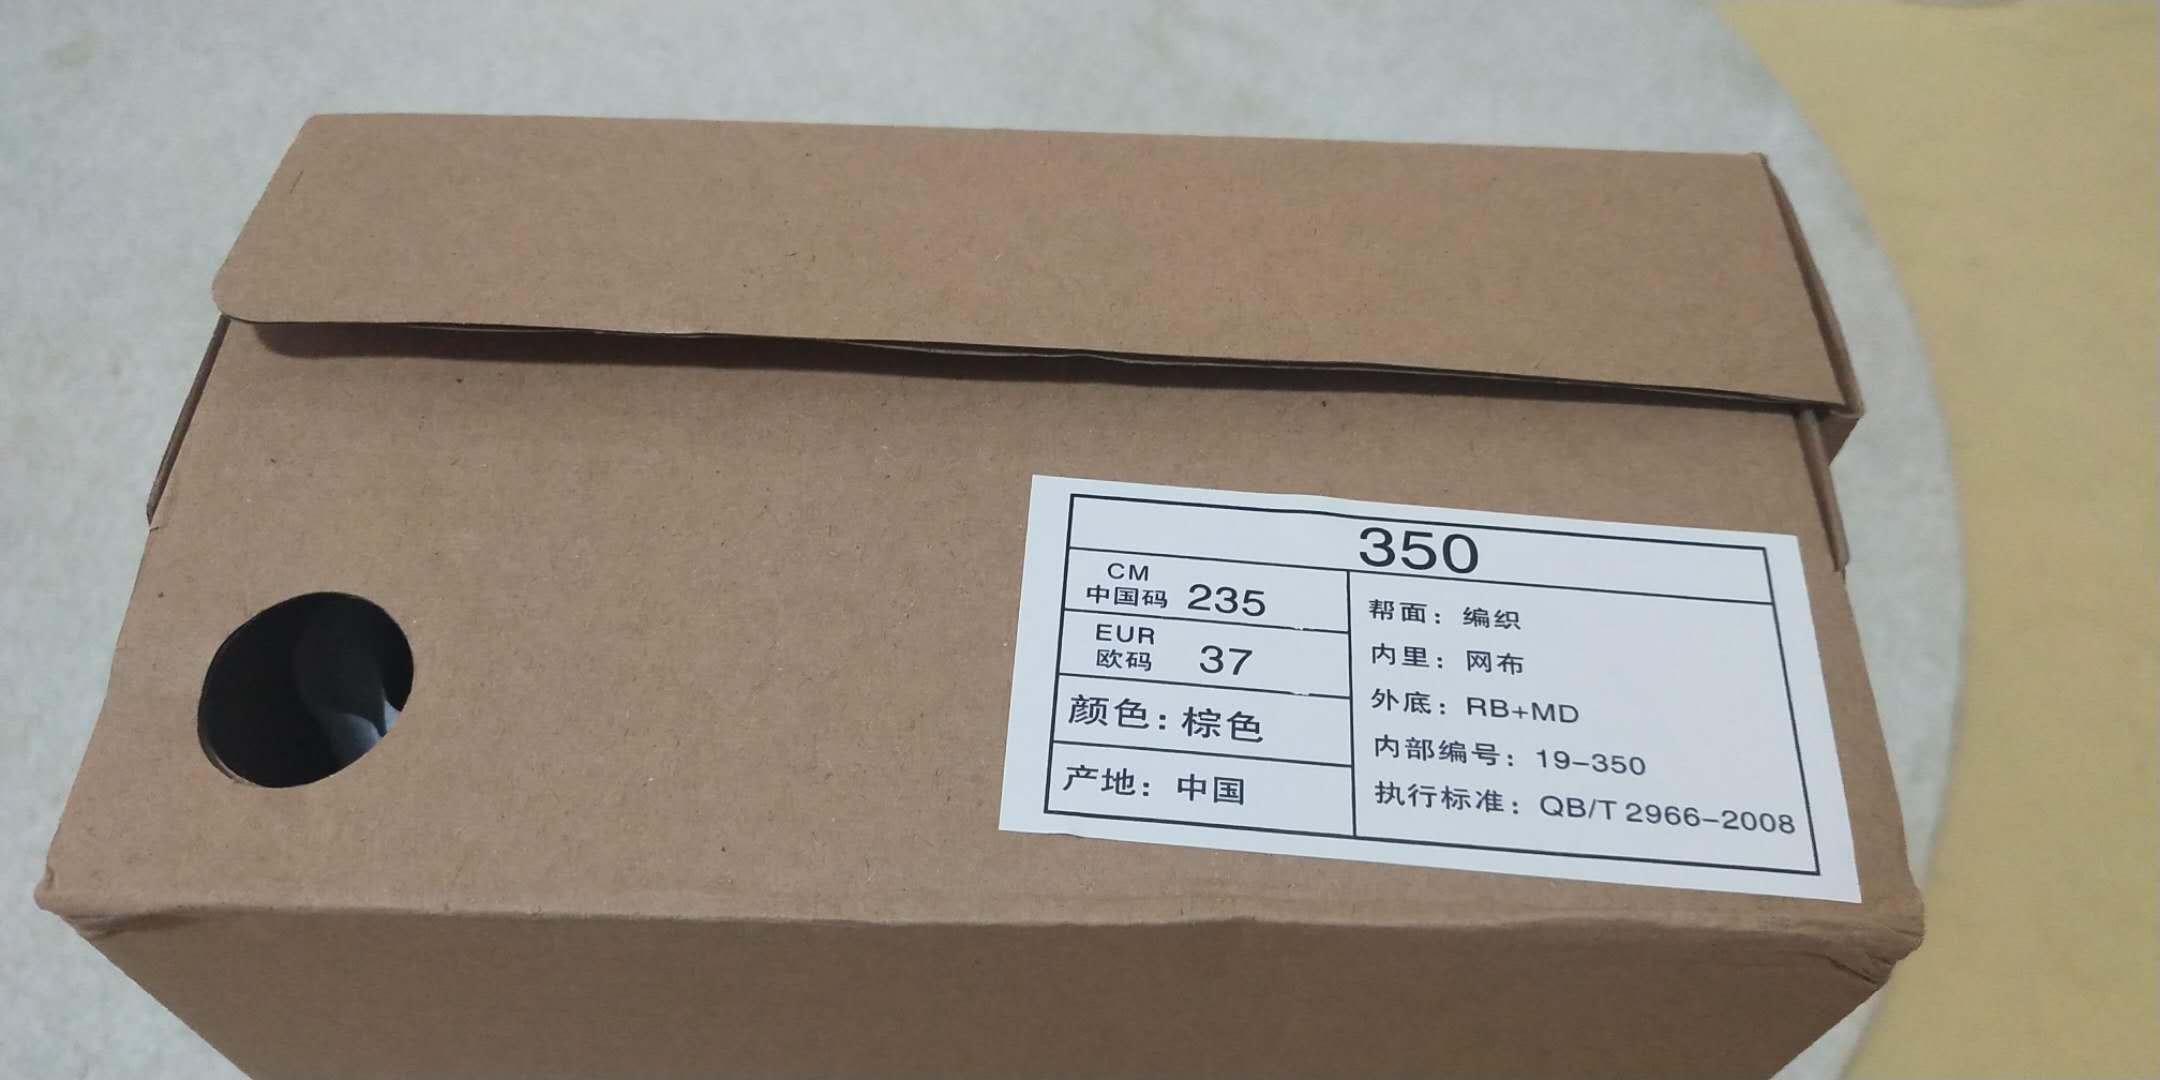 350
CM
中国码 235
EUR
欧码 37
颜色：棕色
产地：中国
帮面：编织
内里：网布
外底：RB+MD
内部编号：19-350
执行标准：QB/T 2966-2008